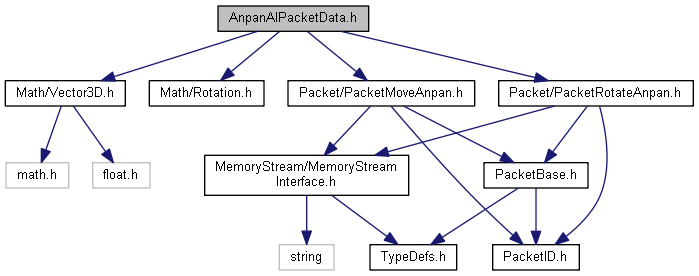 AnpanAIPacketData.h
Math/Vector3D.h
Math/Rotation.h
Packet/PacketMoveAnpan.h
Packet/PacketRotateAnpan.h
math.h
float.h
MemoryStream/MemoryStream
Interface.h
PacketBase.h
string
TypeDefs.h
PacketID.h